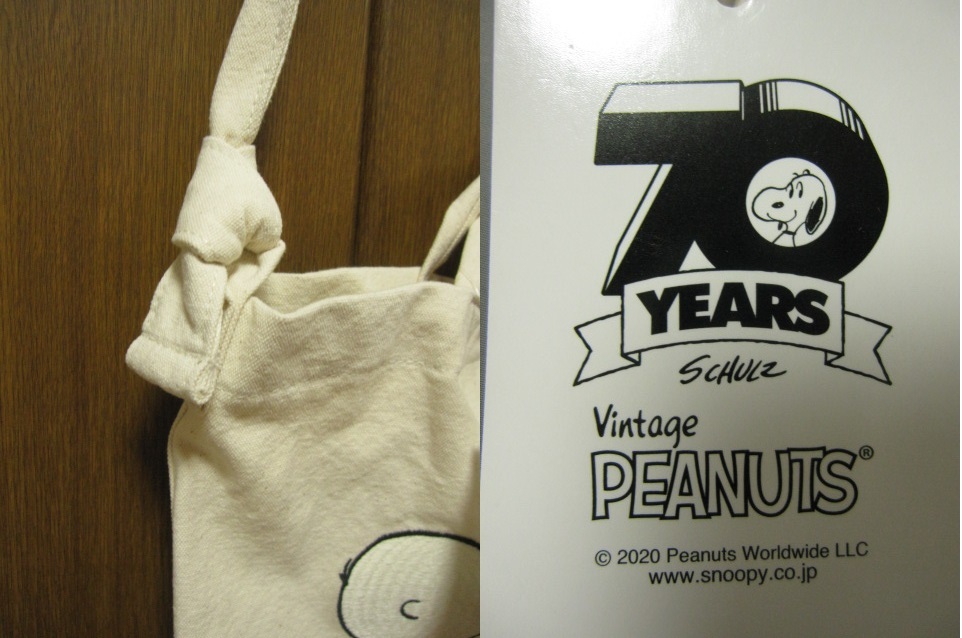 70
YEARS
SCHULZ
Vintage
PEANUTS®
© 2020 Peanuts Worldwide LLC
www.snoopy.co.jp